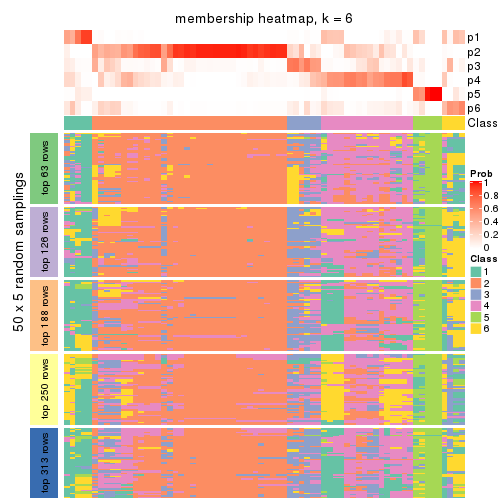 membership heatmap, k = 6
p1
p2
p3
p4
p5
p6
Class
50 x 5 random samplings
top 63 rows
top 126 rows
top 188 rows
top 250 rows
top 313 rows
Prob
1
0.8
0.6
0.4
0.2
0
Class
1
2
3
4
5
6